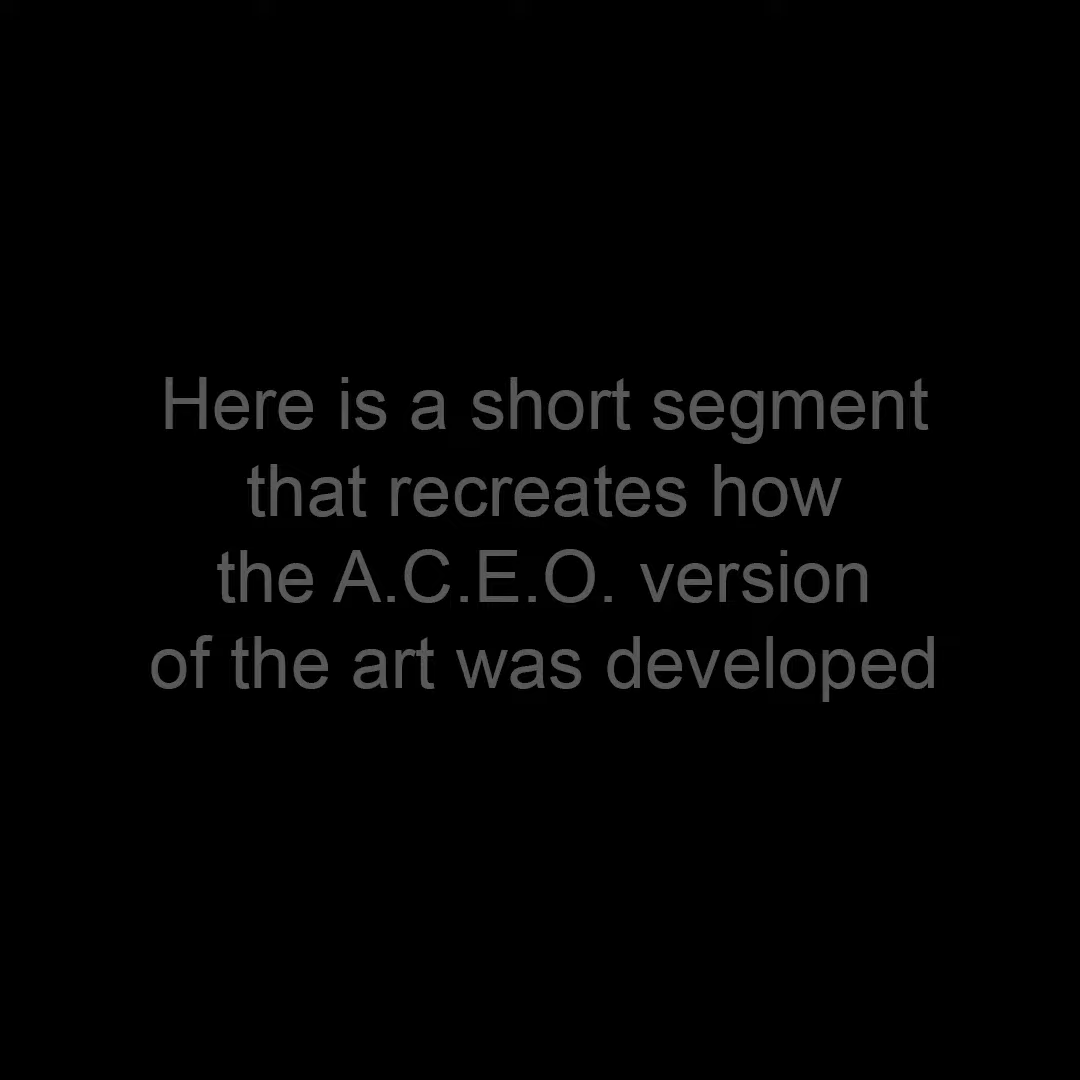 Here is a short segment
that recreates how
the A.C.E.O. version
of the art was developed